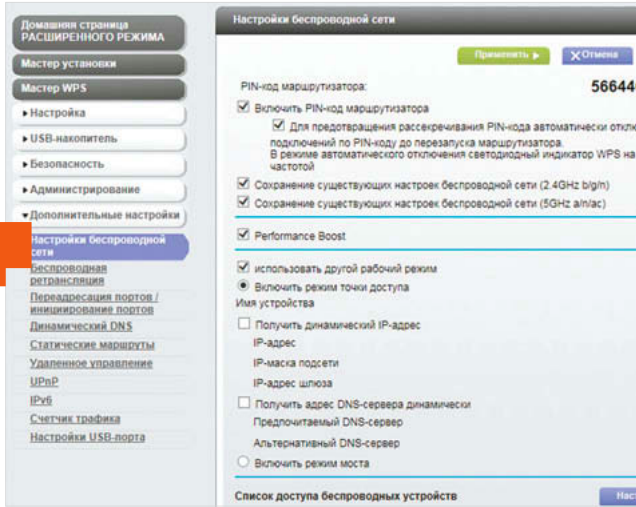 Домашняя страница
РАСШИРЕННОГО РЕЖИМА
Мастер установки
Мастер WPS
Настройка
USB-накопитель
Безопасность
Администрирование
Дополнительные настройки
Настройки беспроводной
сети
Беспроводная
ретрансляция
Переадресация портов /
инициирование портов
Динамический DNS
Статические маршруты
Удаленное управление
UPnP
IPv6
Счетчик трафика
Настройки USB-порта
Настройки беспроводной сети
Применить
Отмена
PIN-код маршрутизатора: 56644
Включить PIN-код маршрутизатора
Для предотвращения рассекречивания PIN-кода автоматически отклю
подключений по PIN-коду до перезапуска маршрутизатора.
В режиме автоматического отключения светодиодный индикатор WPS на
частотой
Сохранение существующих настроек беспроводной сети (2.4GHz b/g/n)
Сохранение существующих настроек беспроводной сети (5GHz a/n/ac)
Performance Boost
использовать другой рабочий режим
Включить режим точки доступа
Имя устройства
Получить динамический IP-адрес
IP-адрес
IP-маска подсети
IP-адрес шлюза
Получить адрес DNS-сервера динамически
Предпочитаемый DNS-сервер
Альтернативный DNS-сервер
Включить режим моста
Список доступа беспроводных устройств
Нас